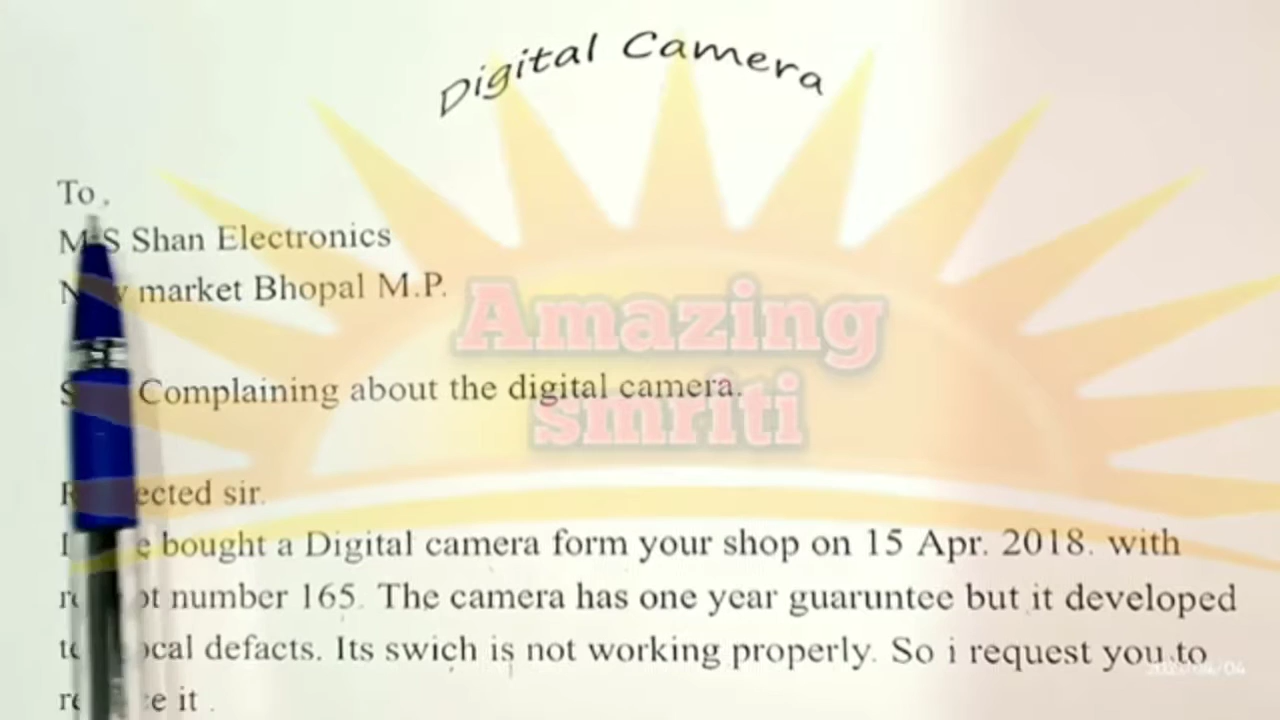 Digital Camera
To,
M S Shan Electronics
market Bhopal M.P.
Complaining about the digital camera.
sir.
bought a Digital camera form your shop on 15 Apr. 2018. with
number 165. The camera has one year guaruntee but it developed
defacts. Its swich is not working properly. So i request you to
it .
Amazing
smriti